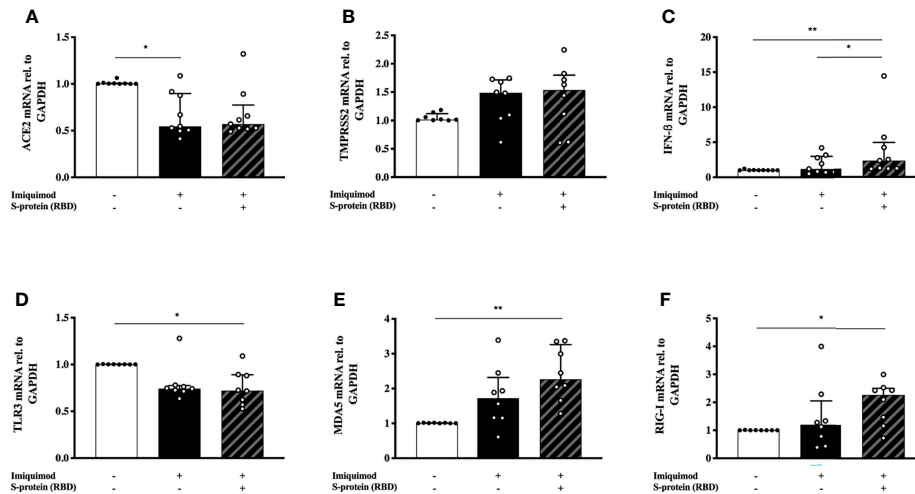 A
ACE2 mRNA rel. to
GAPDH
1.5
1.0
0.5
0.0
*
Imiquimod - + +
S-protein (RBD) - - +
B
TMPRSS2 mRNA rel. to
GAPDH
2.5
2.0
1.5
1.0
0.5
0.0
Imiquimod - + +
S-protein (RBD) - - +
C
IFN-ß mRNA rel. to
GAPDH
20
15
10
5
0
**
*
Imiquimod - + +
S-protein (RBD) - - +
D
TLR3 mRNA rel. to
GAPDH
1.5
1.0
0.5
0.0
*
Imiquimod - + +
S-protein (RBD) - - +
E
MDA5 mRNA rel. to
GAPDH
4
3
2
1
0
**
Imiquimod - + +
S-protein (RBD) - - +
F
RIG-I mRNA rel. to
GAPDH
5
4
3
2
1
0
*
Imiquimod - + +
S-protein (RBD) - - +